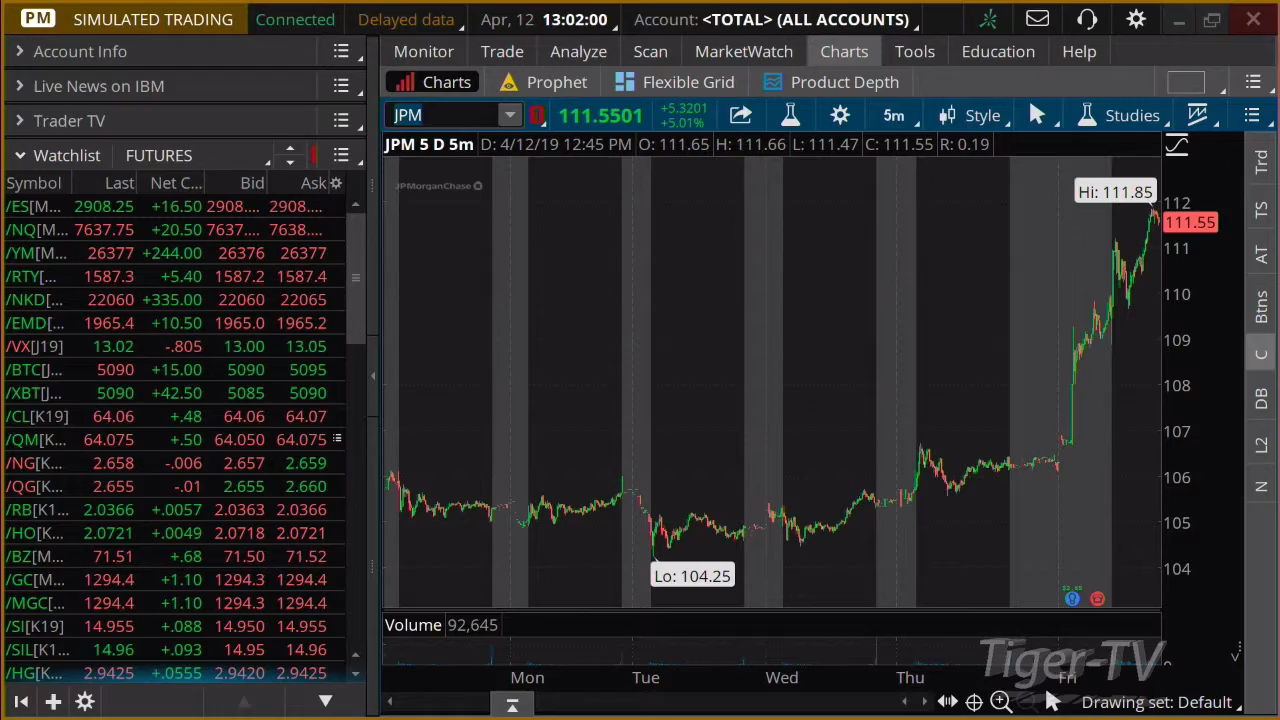 PM SIMULATED TRADING Connected Delayed data Apr, 12 13:02:00 Account: <TOTAL> (ALL ACCOUNTS)
Account Info
Live News on IBM
Trader TV
Watchlist FUTURES
Symbol Last Net C... Bid Ask
/ES[M... 2908.25 +16.50 2908.... 2908....
/NQ[M... 7637.75 +20.50 7637.... 7638....
/YM[M... 26377 +244.00 26376 26377
/RTY[... 1587.3 +5.40 1587.2 1587.4
/NKD[... 22060 +335.00 22060 22065
/EMD[... 1965.4 +10.50 1965.0 1965.2
/VX[J19] 13.02 -.805 13.00 13.05
/BTC[J... 5090 +15.00 5090 5095
/XBT[J... 5090 +42.50 5085 5090
/CL[K19] 64.06 +.48 64.06 64.07
/QM[K... 64.075 +.50 64.050 64.075
/NG[K... 2.658 -.006 2.657 2.659
/QG[K... 2.655 -.01 2.655 2.660
/RB[K1... 2.0366 +.0057 2.0363 2.0366
/HO[K... 2.0721 +.0049 2.0718 2.0721
/BZ[M... 71.51 +.68 71.50 71.52
/GC[M... 1294.4 +1.10 1294.3 1294.4
/MGC[... 1294.4 +1.10 1294.3 1294.4
/SI[K19] 14.955 +.088 14.950 14.955
/SIL[K... 14.96 +.093 14.95 14.96
/HG[K... 2.9425 +.0555 2.9420 2.9425
Monitor Trade Analyze Scan MarketWatch Charts Tools Education Help
Charts Prophet Flexible Grid Product Depth
JPM 111.5501 +5.3201 +5.01% 5m Style Studies
JPM 5 D 5m D: 4/12/19 12:45 PM O: 111.65 H: 111.66 L: 111.47 C: 111.55 R: 0.19
JPMorganChase
Hi: 111.85
112
111.55
111
110
109
108
107
106
105
104
Lo: 104.25
Volume 92,645
0
Tiger-TV
Mon Tue Wed Thu Fri
Drawing set: Default
Trd
TS
AT
Btns
C
DB
L2
N